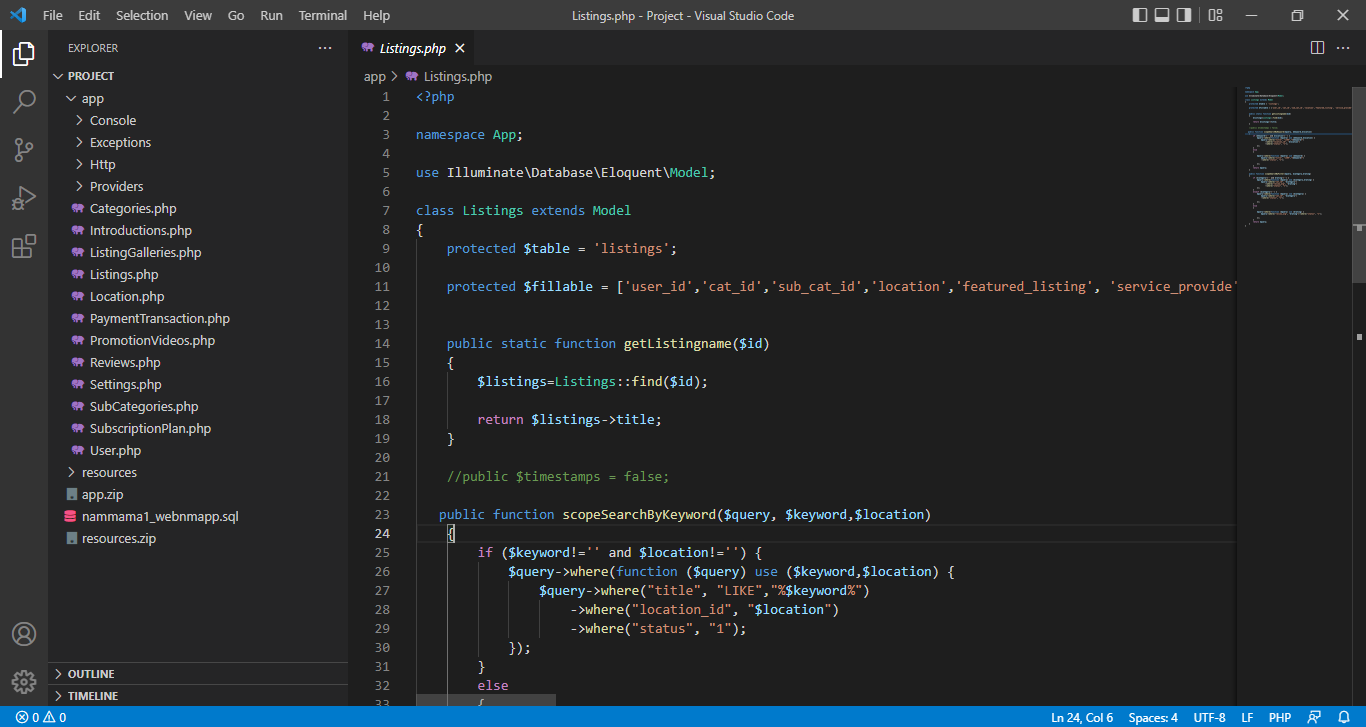 File Edit Selection View Go Run Terminal Help
Listings.php - Project - Visual Studio Code
EXPLORER
PROJECT
app
Console
Exceptions
Http
Providers
Categories.php
Introductions.php
ListingGalleries.php
Listings.php
Location.php
PaymentTransaction.php
PromotionVideos.php
Reviews.php
Settings.php
SubCategories.php
SubscriptionPlan.php
User.php
resources
app.zip
nammama1_webnmapp.sql
resources.zip
OUTLINE
TIMELINE
Listings.php
app > Listings.php
1 <?php
2
3 namespace App;
4
5 use Illuminate\Database\Eloquent\Model;
6
7 class Listings extends Model
8 {
9 protected $table = 'listings';
10
11 protected $fillable = ['user_id','cat_id','sub_cat_id','location','featured_listing', 'service_provide'
12
13
14 public static function getListingname($id)
15 {
16 $listings=Listings::find($id);
17
18 return $listings->title;
19 }
20
21 //public $timestamps = false;
22
23 public function scopeSearchByKeyword($query, $keyword,$location)
24 {
25 if ($keyword!='' and $location!='') {
26 $query->where(function ($query) use ($keyword,$location) {
27 $query->where("title", "LIKE","%$keyword%")
28 ->where("location_id", "$location")
29 ->where("status", "1");
30 });
31 }
32 else
33 {
0 0
Ln 24, Col 6 Spaces: 4 UTF-8 LF PHP